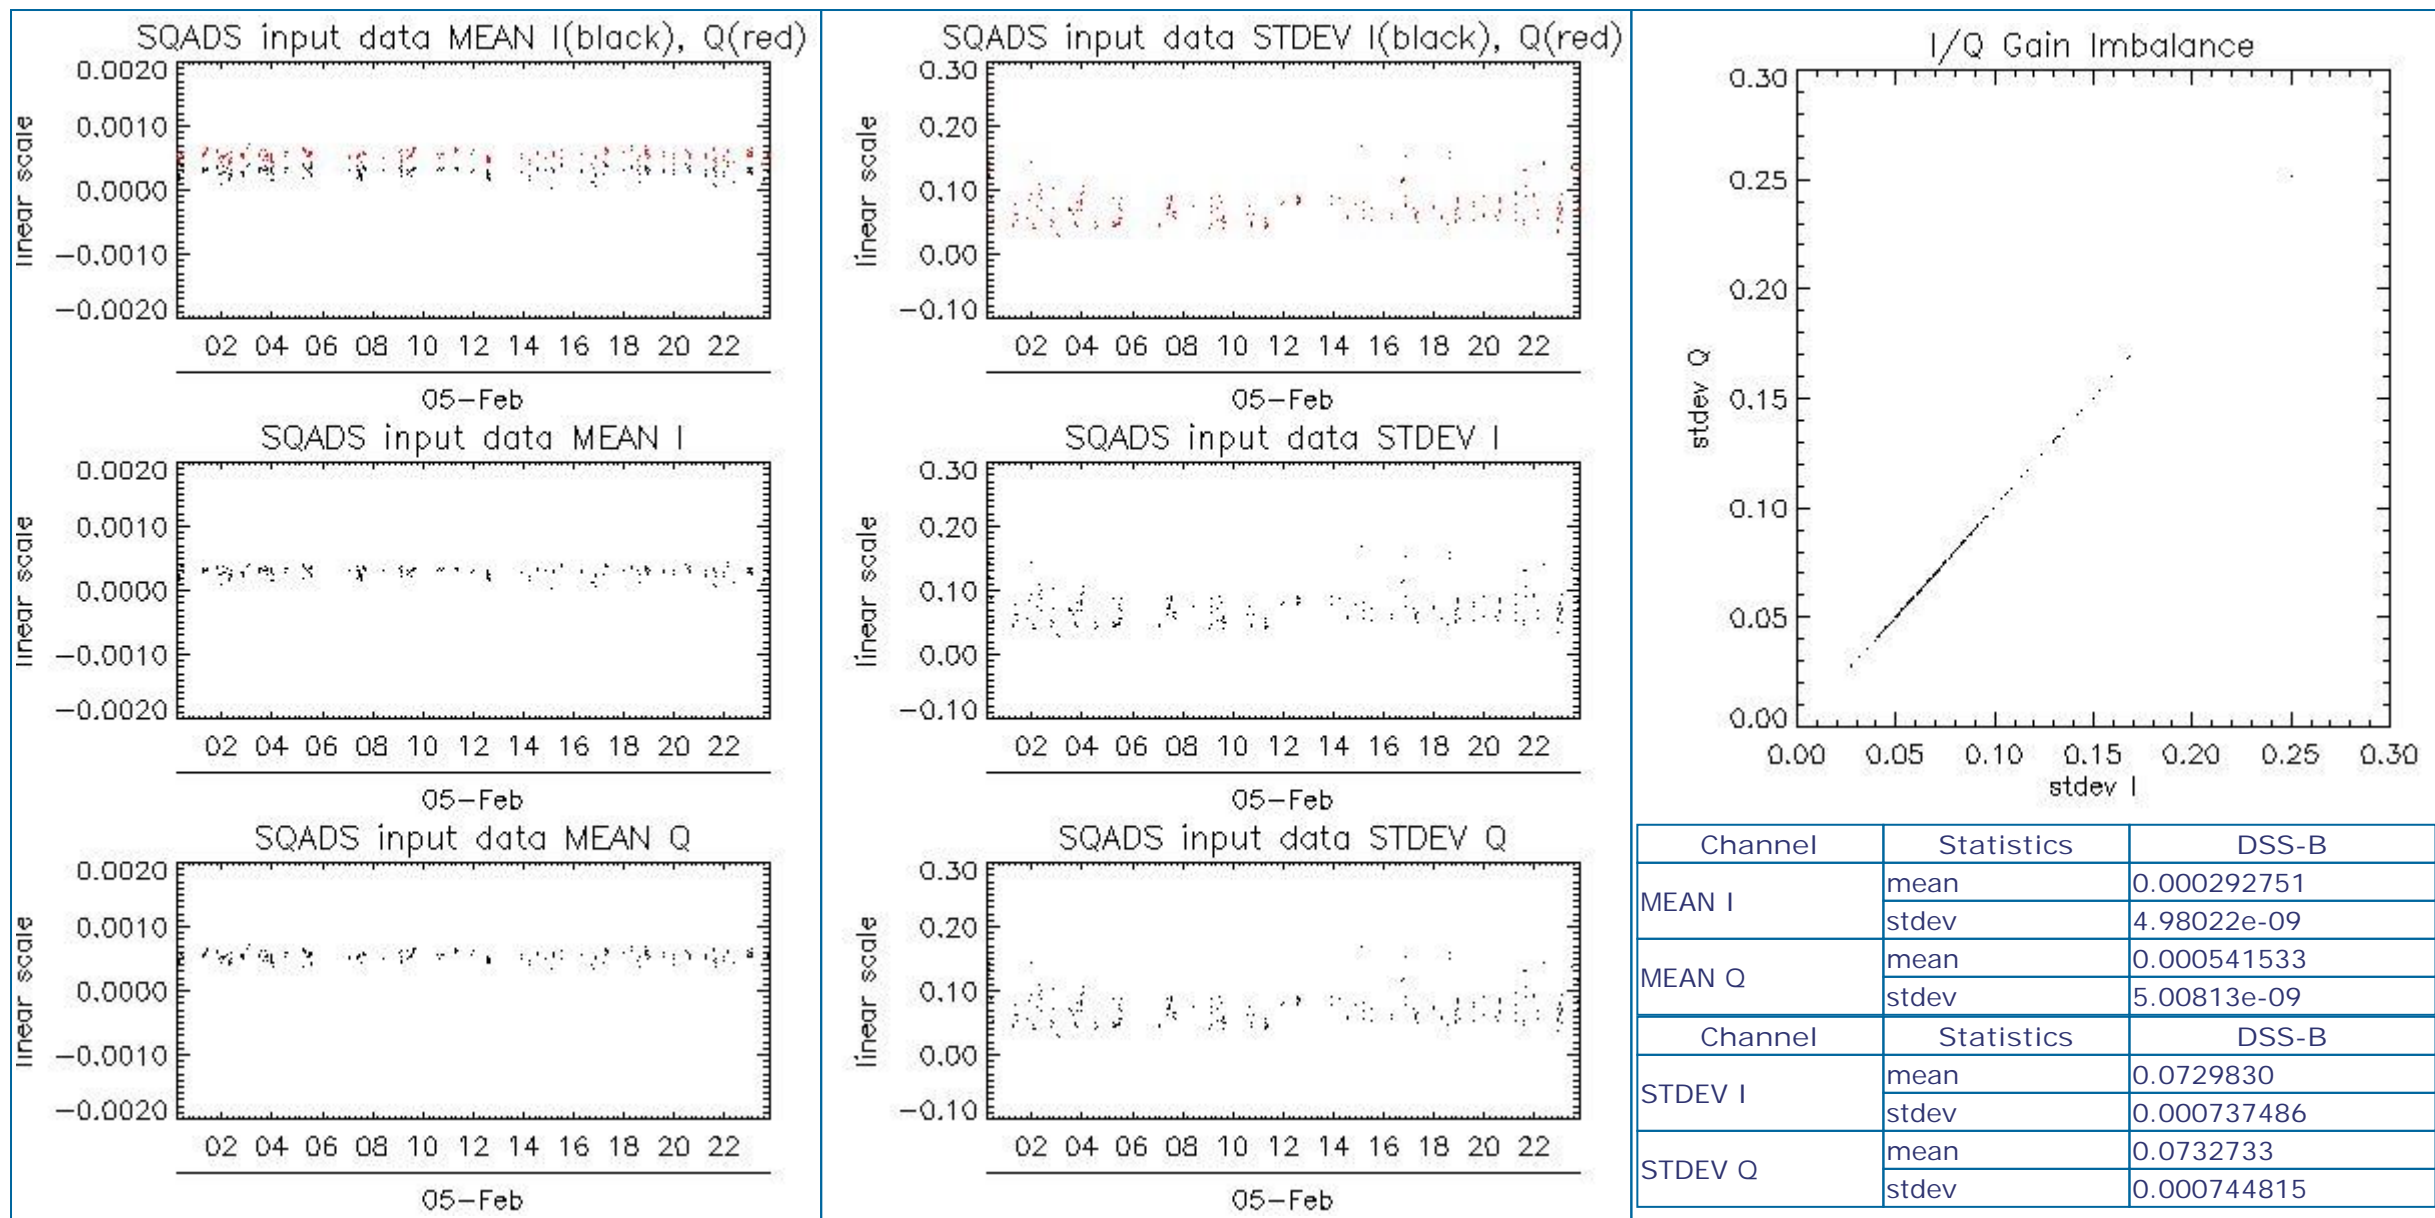 SQADS input data MEAN I(black), Q(red)
0.0020
0.0010
0.0000
-0.0010
-0.0020
linear scale
02 04 06 08 10 12 14 16 18 20 22
05-Feb
SQADS input data MEAN I
0.0020
0.0010
0.0000
-0.0010
-0.0020
linear scale
02 04 06 08 10 12 14 16 18 20 22
05-Feb
SQADS input data MEAN Q
0.0020
0.0010
0.0000
-0.0010
-0.0020
linear scale
02 04 06 08 10 12 14 16 18 20 22
05-Feb
SQADS input data STDEV I(black), Q(red)
0.30
0.20
0.10
0.00
-0.10
linear scale
02 04 06 08 10 12 14 16 18 20 22
05-Feb
SQADS input data STDEV I
0.30
0.20
0.10
0.00
-0.10
linear scale
02 04 06 08 10 12 14 16 18 20 22
05-Feb
SQADS input data STDEV Q
0.30
0.20
0.10
0.00
-0.10
linear scale
02 04 06 08 10 12 14 16 18 20 22
05-Feb
I/Q Gain Imbalance
0.30
0.25
0.20
0.15
0.10
0.05
0.00
stdev Q
0.00 0.05 0.10 0.15 0.20 0.25 0.30
stdev I
Channel Statistics DSS-B
MEAN I mean 0.000292751
stdev 4.98022e-09
MEAN Q mean 0.000541533
stdev 5.00813e-09
Channel Statistics DSS-B
STDEV I mean 0.0729830
stdev 0.000737486
STDEV Q mean 0.0732733
stdev 0.000744815